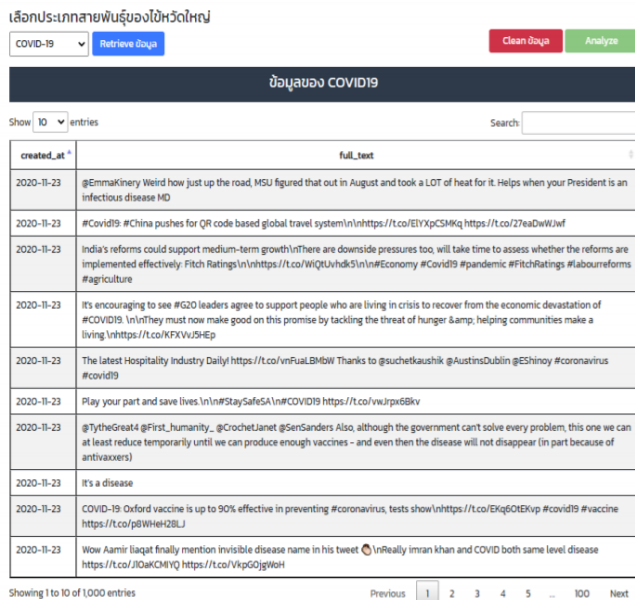 เลือกประเภทสายพันธุ์ของไข้หวัดใหญ่
COVID-19 Retrieve ข้อมูล Clean ข้อมูล Analyze
ข้อมูลของ COVID19
Show 10 entries Search:
created_at full_text
2020-11-23 @EmmaKinery Weird how just up the road, MSU figured that out in August and took a LOT of heat for it. Helps when your President is an
infectious disease MD
2020-11-23 #Covid19: #China pushes for QR code based global travel system\n\nhttps://t.co/ElYXpCSMKq https://t.co/27eaDwWJwf
2020-11-23 India's reforms could support medium-term growth\nThere are downside pressures too, will take time to assess whether the reforms are
implemented effectively: Fitch Ratings\n\nhttps://t.co/WiQtUvhdk5\n\n#Economy #Covid19 #pandemic #FitchRatings #labourreforms
#agriculture
2020-11-23 It's encouraging to see #G20 leaders agree to support people who are living in crisis to recover from the economic devastation of
#COVID19. \n\nThey must now make good on this promise by tackling the threat of hunger &amp; helping communities make a
living.\nhttps://t.co/KFXVvJ5HEp
2020-11-23 The latest Hospitality Industry Daily! https://t.co/vnFuaLBMbW Thanks to @suchetkaushik @AustinsDublin @EShinoy #coronavirus
#covid19
2020-11-23 Play your part and save lives.\n\n#StaySafeSA\n#COVID19 https://t.co/vwJrpx6Bkv
2020-11-23 @TytheGreat4 @First_humanity_ @CrochetJanet @SenSanders Also, although the government can't solve every problem, this one we can
at least reduce temporarily until we can produce enough vaccines - and even then the disease will not disappear (in part because of
antivaxxers)
2020-11-23 It's a disease
2020-11-23 COVID-19: Oxford vaccine is up to 90% effective in preventing #coronavirus, tests show\nhttps://t.co/EKq6OtEKvp #covid19 #vaccine
https://t.co/p8WHeH28LJ
2020-11-23 Wow Aamir liaqat finally mention invisible disease name in his tweet 🤷\nReally imran khan and COVID both same level disease
https://t.co/J1OaKCMIYQ https://t.co/VkpG0jgWoH
Showing 1 to 10 of 1,000 entries Previous 1 2 3 4 5 … 100 Next